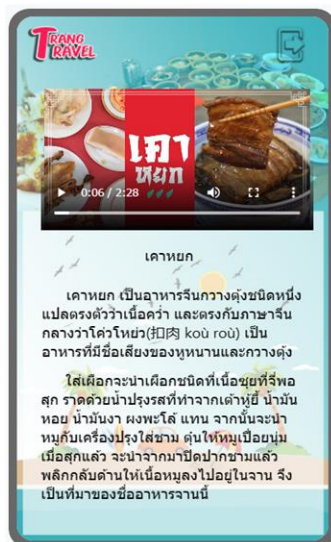 TRANG
TRAVEL
เคา
หยก
0:06 / 2:28
เคาหยก
เคาหยก เป็นอาหารจีนกวางตุ้งชนิดหนึ่ง
แปลตรงตัวว่าเนื้อคว่ำ และตรงกับภาษาจีน
กลางว่าโค่วโหย่ว(扣肉 koù roù) เป็น
อาหารที่มีชื่อเสียงของหูหนานและกวางตุ้ง
ใส่เผือกจะนำเผือกชนิดที่เนื้อซุยที่จี่พอ
สุก ราดด้วยน้ำปรุงรสที่ทำจากเต้าหู้ยี้ น้ำมัน
หอย น้ำมันงา ผงพะโล้ แทน จากนั้นจะนำ
หมูกับเครื่องปรุงใส่ชาม ตุ๋นให้หมูเปื่อยนุ่ม
เมื่อสุกแล้ว จะนำจากมาปิดปากชามแล้ว
พลิกกลับด้านให้เนื้อหมูลงไปอยู่ในจาน จึง
เป็นที่มาของชื่ออาหารจานนี้